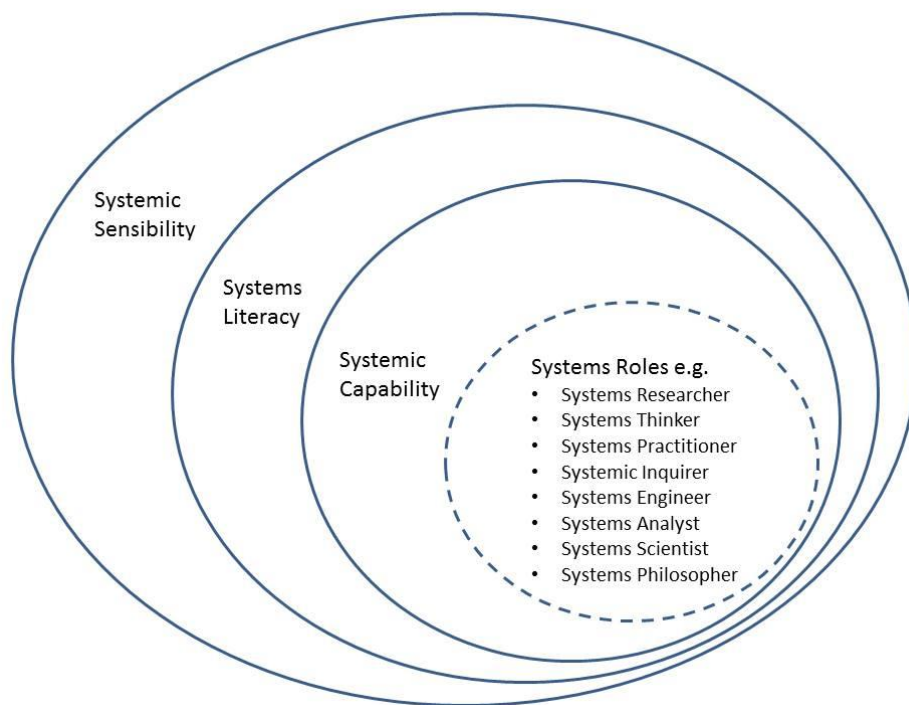 Systemic
Sensibility
Systems
Literacy
Systemic
Capability
Systems Roles e.g.
• Systems Researcher
• Systems Thinker
• Systems Practitioner
• Systemic Inquirer
• Systems Engineer
• Systems Analyst
• Systems Scientist
• Systems Philosopher